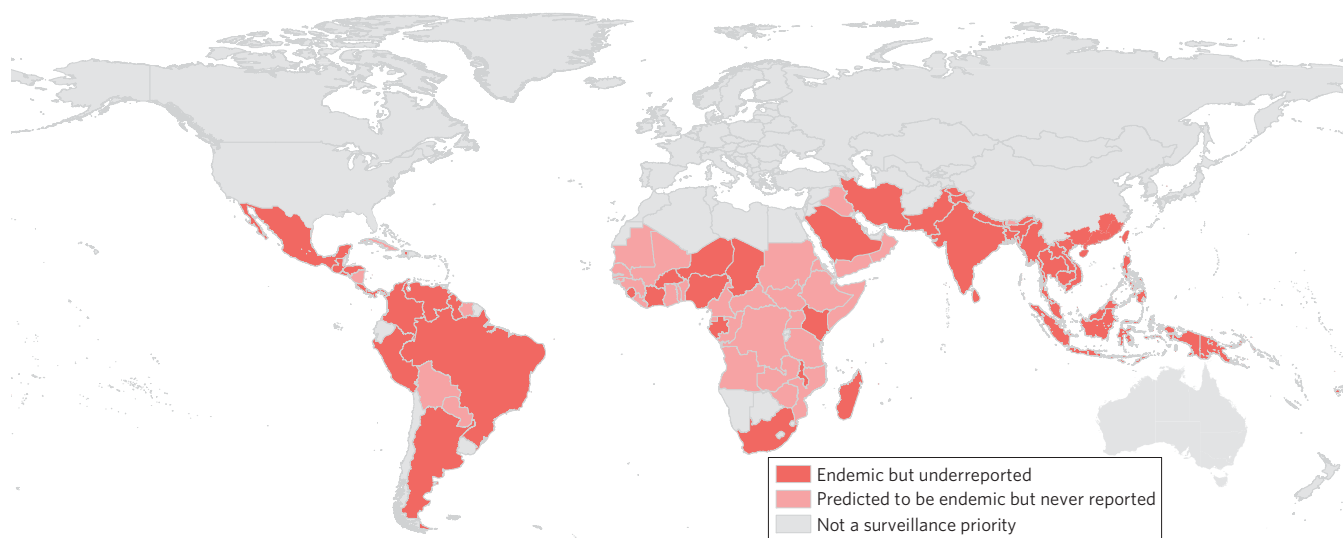 Endemic but underreported
Predicted to be endemic but never reported
Not a surveillance priority